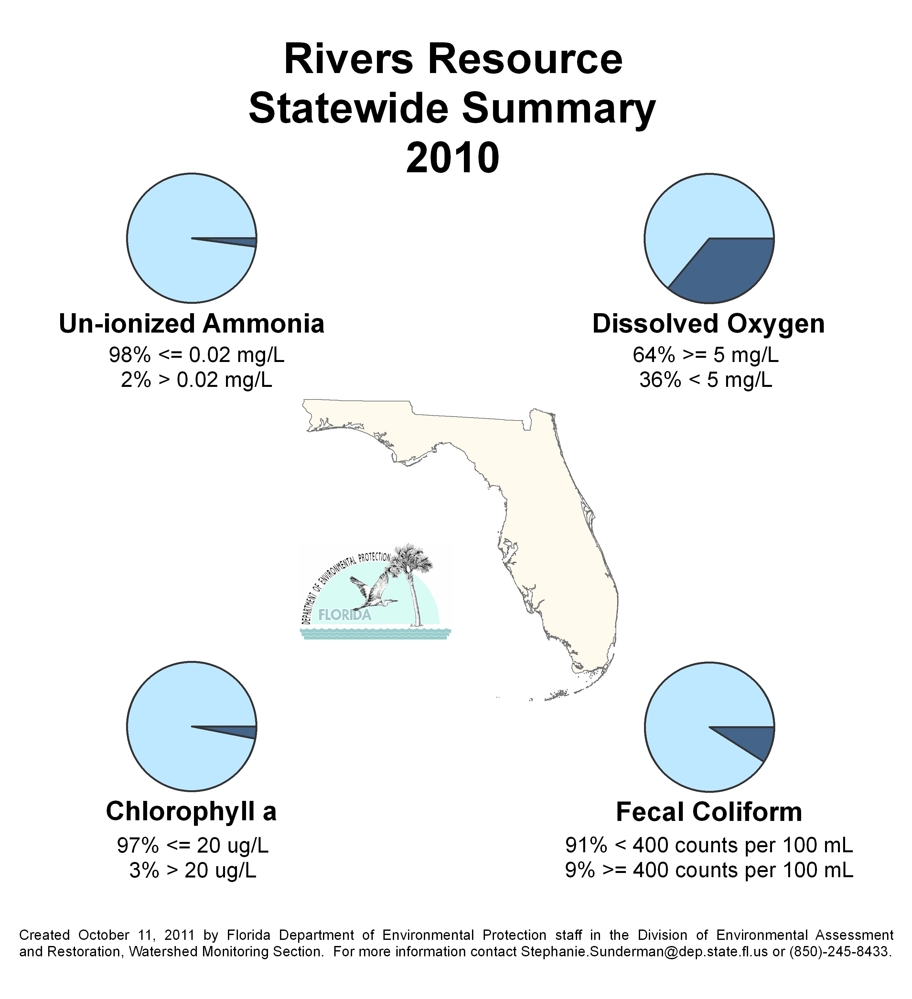 Rivers Resource
Statewide Summary
2010
Un-ionized Ammonia
98% <= 0.02 mg/L
2% > 0.02 mg/L
Dissolved Oxygen
64% >= 5 mg/L
36% < 5 mg/L
DEPARTMENT OF ENVIRONMENTAL PROTECTION
FLORIDA
Chlorophyll a
97% <= 20 ug/L
3% > 20 ug/L
Fecal Coliform
91% < 400 counts per 100 mL
9% >= 400 counts per 100 mL
Created October 11, 2011 by Florida Department of Environmental Protection staff in the Division of Environmental Assessment
and Restoration, Watershed Monitoring Section.  For more information contact Stephanie.Sunderman@dep.state.fl.us or (850)-245-8433.